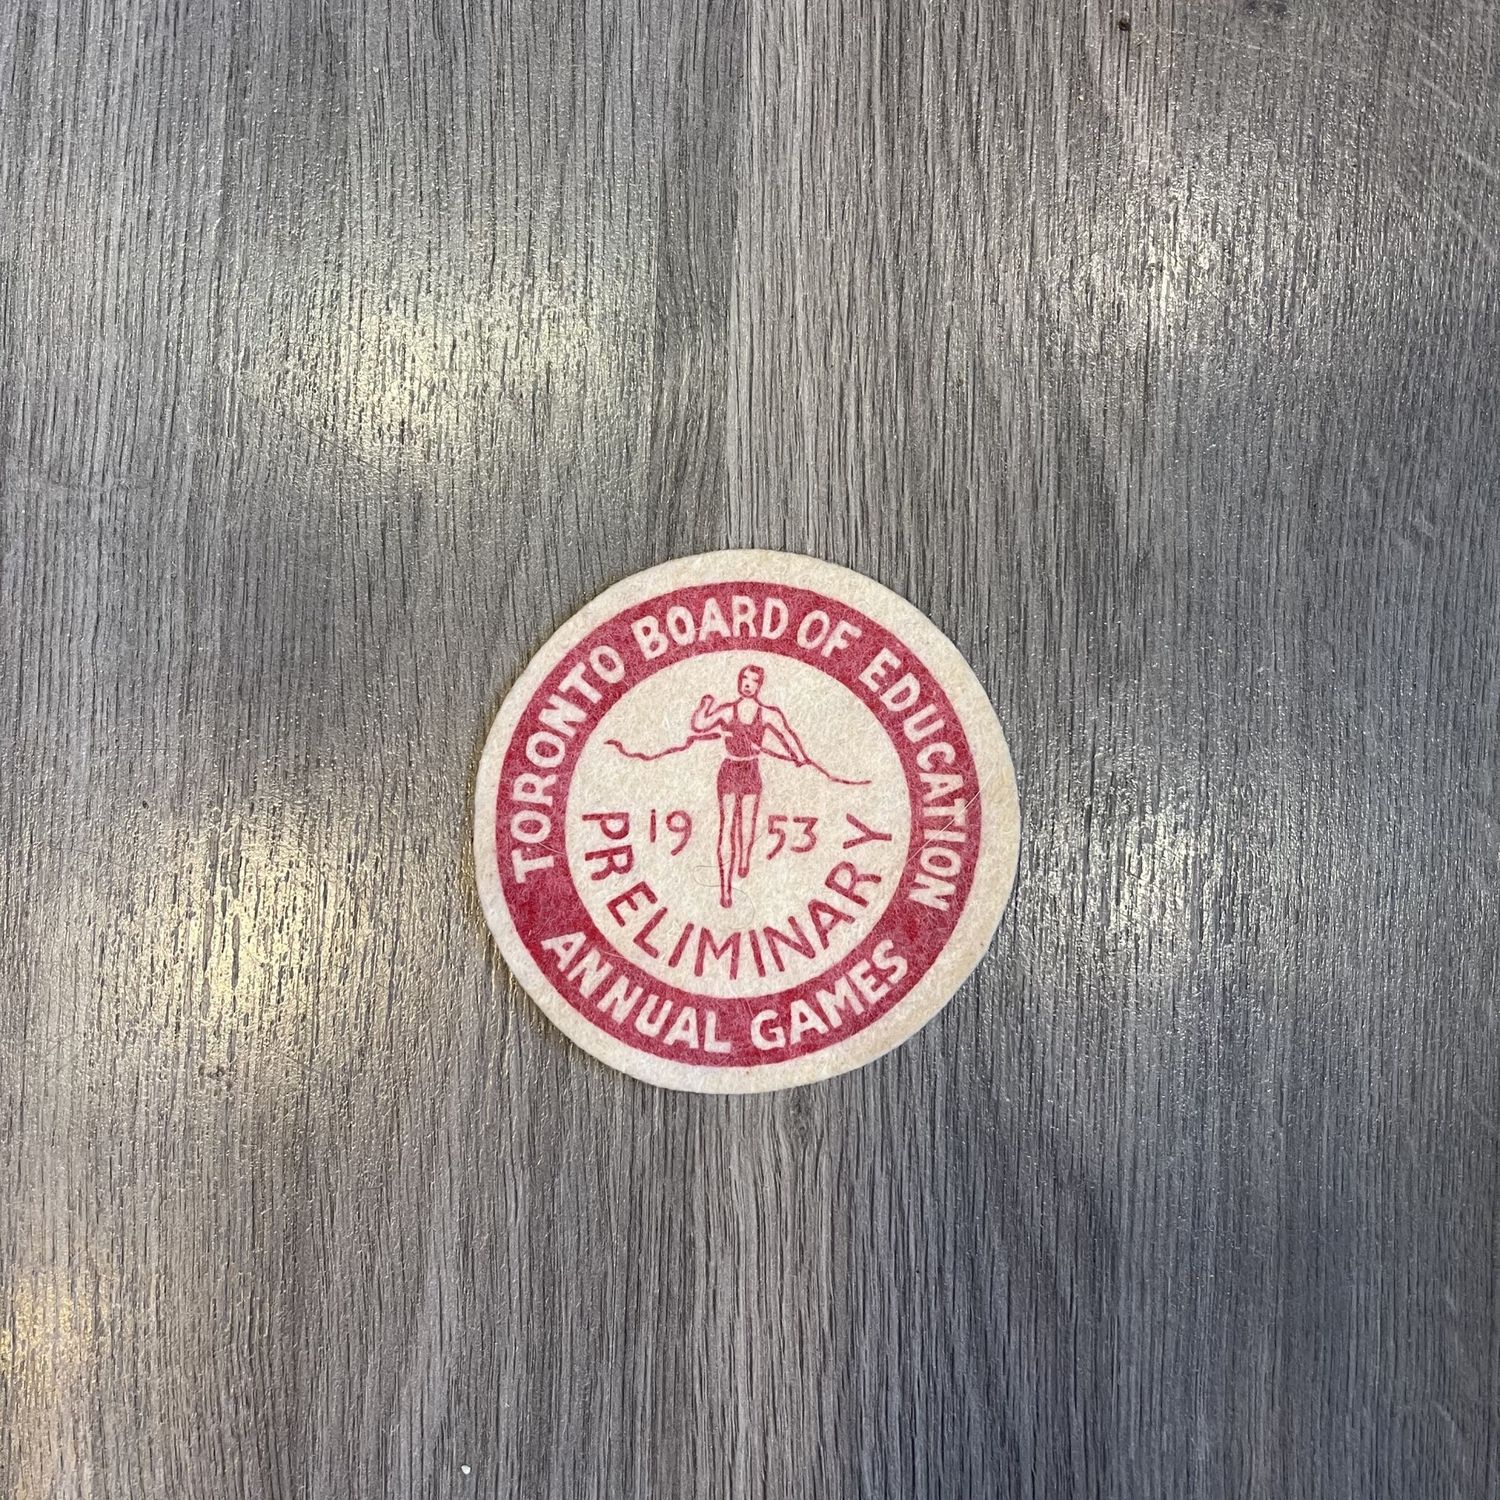 TORONTO BOARD OF EDUCATION
19 53
PRELIMINARY
ANNUAL GAMES